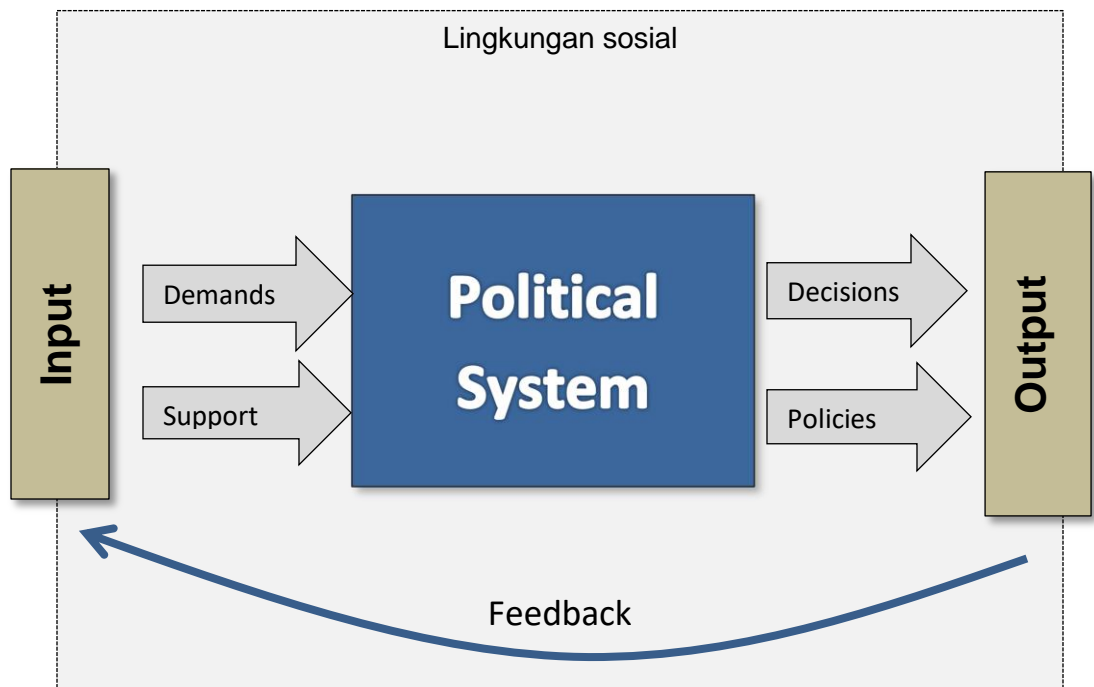 Lingkungan sosial
Input
Demands
Support
Political
System
Decisions
Policies
Output
Feedback